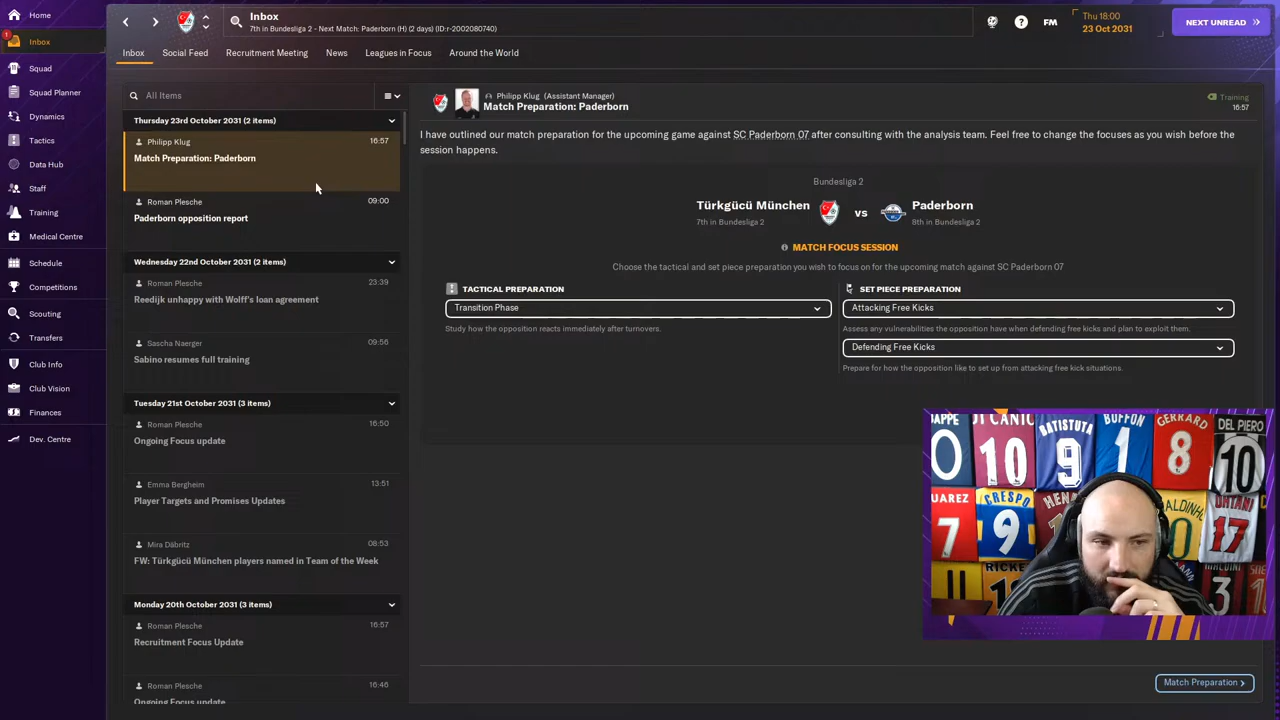 Home
1
Inbox
Squad
Squad Planner
Dynamics
Tactics
Data Hub
Staff
Training
Medical Centre
Schedule
Competitions
Scouting
Transfers
Club Info
Club Vision
Finances
Dev. Centre
Inbox
7th in Bundesliga 2 - Next Match: Paderborn (H) (2 days) (ID:r-2002080740)
?
FM
Thu 18:00
23 Oct 2031
NEXT UNREAD
Inbox Social Feed Recruitment Meeting News Leagues in Focus Around the World
All Items
Thursday 23rd October 2031 (2 items)
Philipp Klug 16:57
Match Preparation: Paderborn
Roman Plesche 09:00
Paderborn opposition report
Wednesday 22nd October 2031 (2 items)
Roman Plesche 23:39
Reedijk unhappy with Wolff's loan agreement
Sascha Naerger 09:56
Sabino resumes full training
Tuesday 21st October 2031 (3 items)
Roman Plesche 16:50
Ongoing Focus update
Emma Bergheim 13:51
Player Targets and Promises Updates
Mira Däbritz 08:53
FW: Türkgücü München players named in Team of the Week
Monday 20th October 2031 (3 items)
Roman Plesche 16:57
Recruitment Focus Update
Roman Plesche 16:46
Ongoing Focus update
Philipp Klug (Assistant Manager)
Match Preparation: Paderborn
Training
16:57
I have outlined our match preparation for the upcoming game against SC Paderborn 07 after consulting with the analysis team. Feel free to change the focuses as you wish before the
session happens.
Bundesliga 2
Türkgücü München vs Paderborn
7th in Bundesliga 2 8th in Bundesliga 2
MATCH FOCUS SESSION
Choose the tactical and set piece preparation you wish to focus on for the upcoming match against SC Paderborn 07
TACTICAL PREPARATION
Transition Phase
Study how the opposition reacts immediately after turnovers.
SET PIECE PREPARATION
Attacking Free Kicks
Assess any vulnerabilities the opposition have when defending free kicks and plan to exploit them.
Defending Free Kicks
Prepare for how the opposition like to set up from attacking free kick situations.
DI CANIO
10
BATISTUTA
9
BUFFON
1
GERRARD
8
DEL PIERO
10
7
CRESPO
9
17
Match Preparation